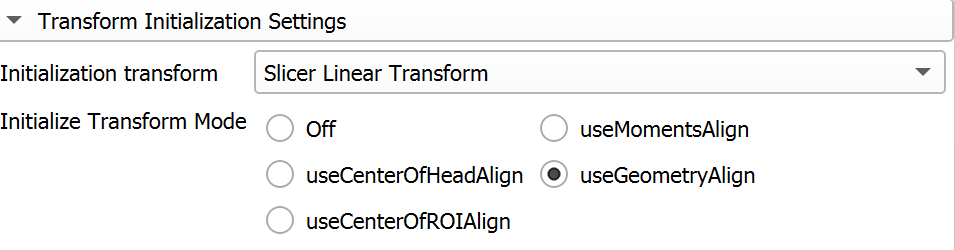 Transform Initialization Settings
Initialization transform Slicer Linear Transform
Initialize Transform Mode Off useMomentsAlign
useCenterOfHeadAlign useGeometryAlign
useCenterOfROIAlign